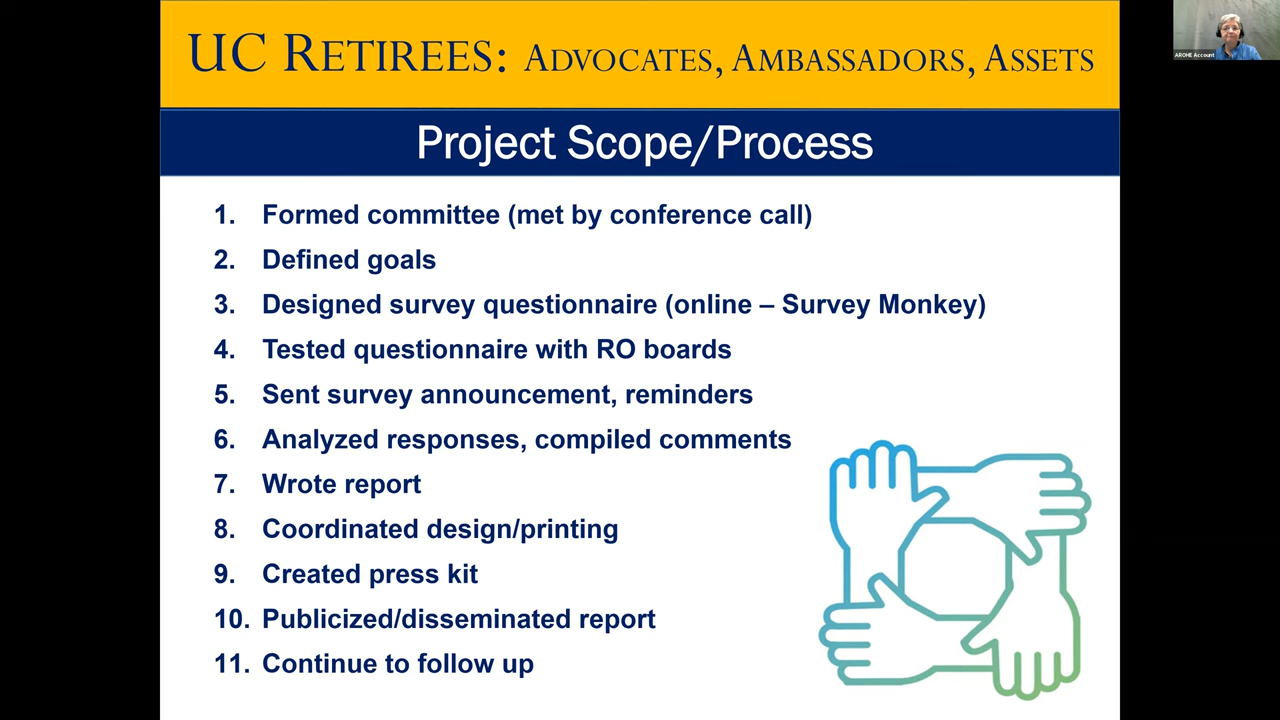 UC RETIREES: ADVOCATES, AMBASSADORS, ASSETS
AROHE Account
Project Scope/Process
1. Formed committee (met by conference call)
2. Defined goals
3. Designed survey questionnaire (online – Survey Monkey)
4. Tested questionnaire with RO boards
5. Sent survey announcement, reminders
6. Analyzed responses, compiled comments
7. Wrote report
8. Coordinated design/printing
9. Created press kit
10. Publicized/disseminated report
11. Continue to follow up